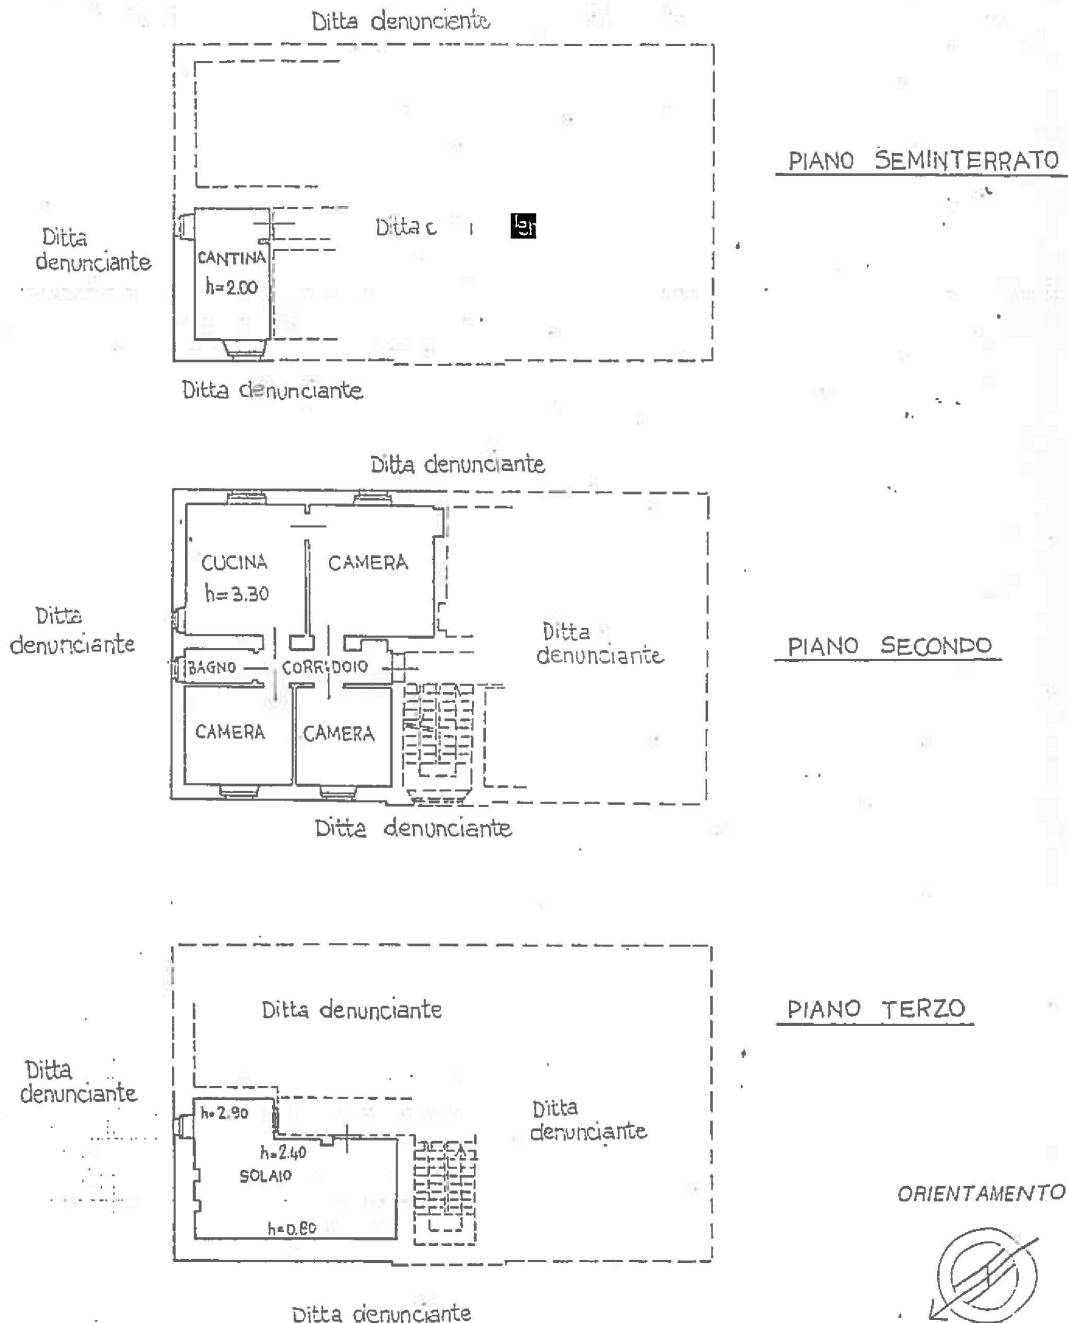 Ditta denunciante
PIANO SEMINTERRATO
Ditta
denunciante
Ditta
CANTINA
h=2.00
Ditta denunciante
Ditta denunciante
CUCINA
h=3.30
CAMERA
Ditta
denunciante
Ditta
denunciante
PIANO SECONDO
BAGNO
CORRIDOIO
CAMERA
CAMERA
Ditta denunciante
PIANO TERZO
Ditta denunciante
Ditta
denunciante
h=2.90
Ditta
denunciante
h=2.40
SOLAIO
h=0.80
ORIENTAMENTO
Ditta denunciante